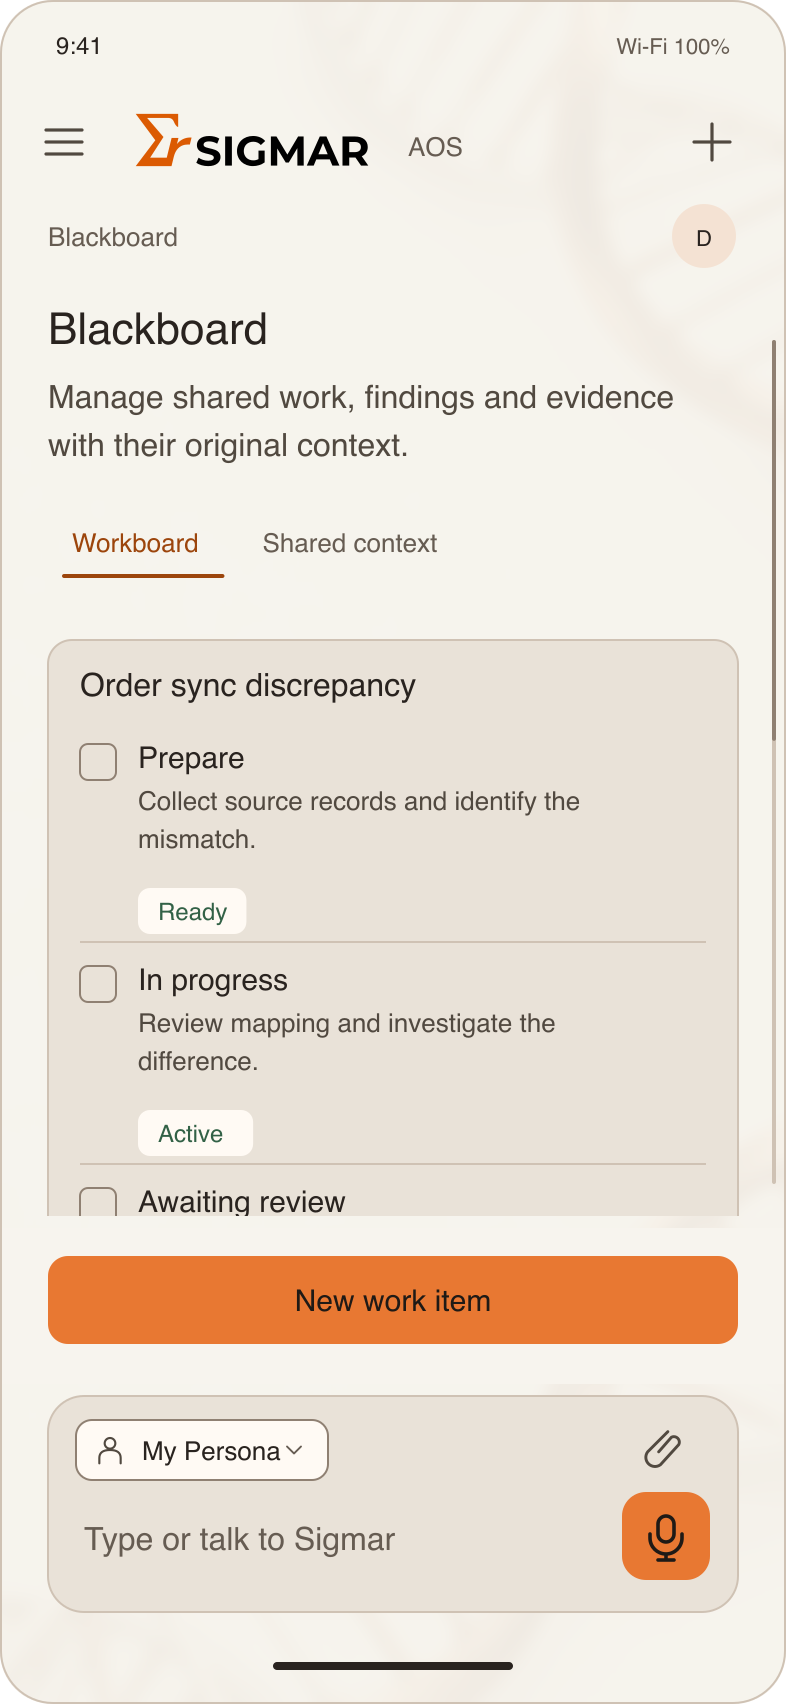 9:41
Wi-Fi 100%
Σr SIGMAR AOS
Blackboard
D
Blackboard
Manage shared work, findings and evidence
with their original context.
Workboard
Shared context
Order sync discrepancy
Prepare
Collect source records and identify the
mismatch.
Ready
In progress
Review mapping and investigate the
difference.
Active
Awaiting review
New work item
My Persona
Type or talk to Sigmar